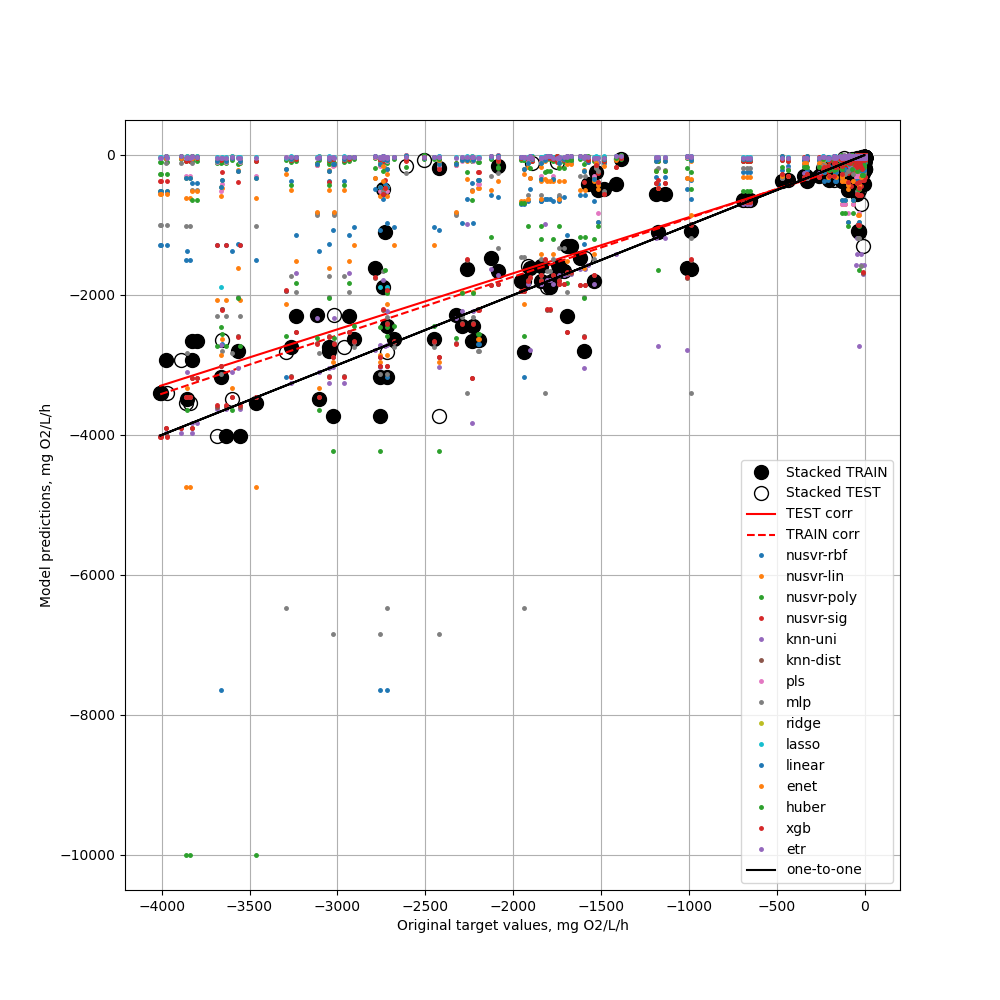 0
−2000
−4000
−6000
−8000
−10000
Model predictions, mg O2/L/h
−4000 −3500 −3000 −2500 −2000 −1500 −1000 −500 0
Original target values, mg O2/L/h
Stacked TRAIN
Stacked TEST
TEST corr
TRAIN corr
nusvr-rbf
nusvr-lin
nusvr-poly
nusvr-sig
knn-uni
knn-dist
pls
mlp
ridge
lasso
linear
enet
huber
xgb
etr
one-to-one